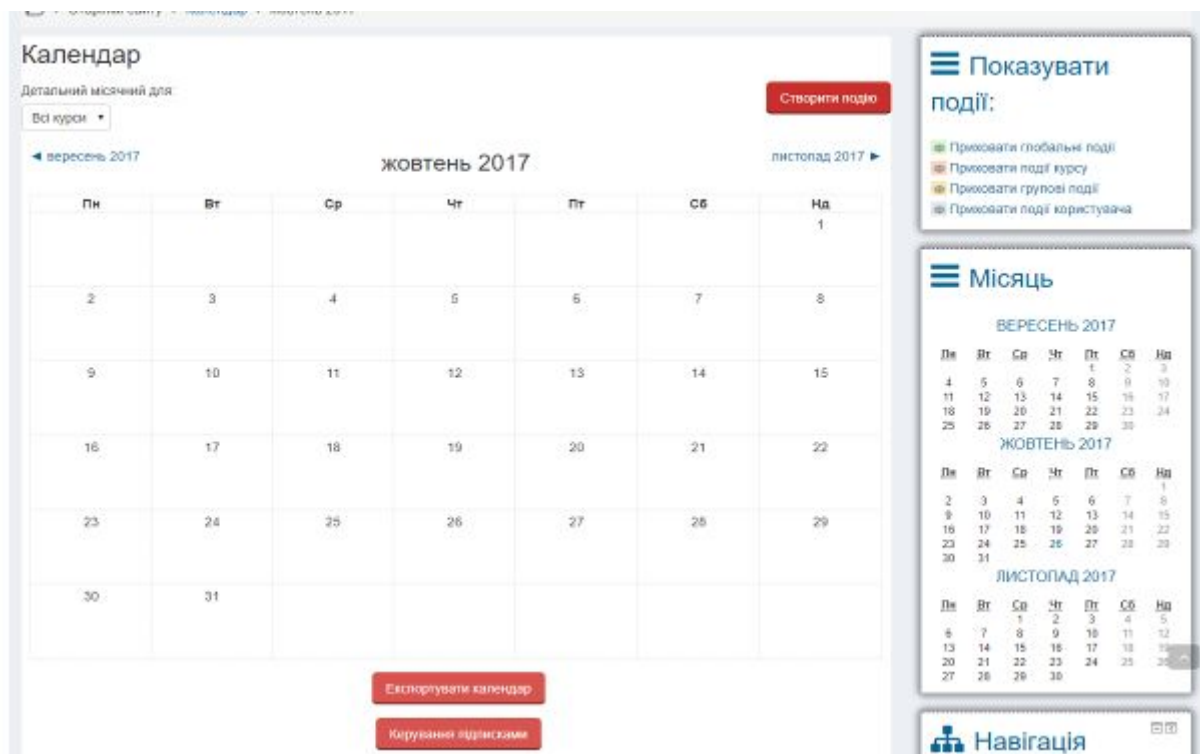 Календар
Детальний місячний для:
Всі курси
Створити подію
◄ вересень 2017
жовтень 2017
листопад 2017 ►
Пн Вт Ср Чт Пт Сб Нд
1
2 3 4 5 6 7 8
9 10 11 12 13 14 15
16 17 18 19 20 21 22
23 24 25 26 27 28 29
30 31
Експортувати календар
Керування підписками
Показувати
події:
Приховати глобальні події
Приховати події курсу
Приховати групові події
Приховати події користувача
Місяць
ВЕРЕСЕНЬ 2017
Пн Вт Ср Чт Пт Сб Нд
1 2 3
4 5 6 7 8 9 10
11 12 13 14 15 16 17
18 19 20 21 22 23 24
25 26 27 28 29 30
ЖОВТЕНЬ 2017
Пн Вт Ср Чт Пт Сб Нд
1
2 3 4 5 6 7 8
9 10 11 12 13 14 15
16 17 18 19 20 21 22
23 24 25 26 27 28 29
30 31
ЛИСТОПАД 2017
Пн Вт Ср Чт Пт Сб Нд
1 2 3 4 5
6 7 8 9 10 11 12
13 14 15 16 17 18 19
20 21 22 23 24 25 26
27 28 29 30
Навігація